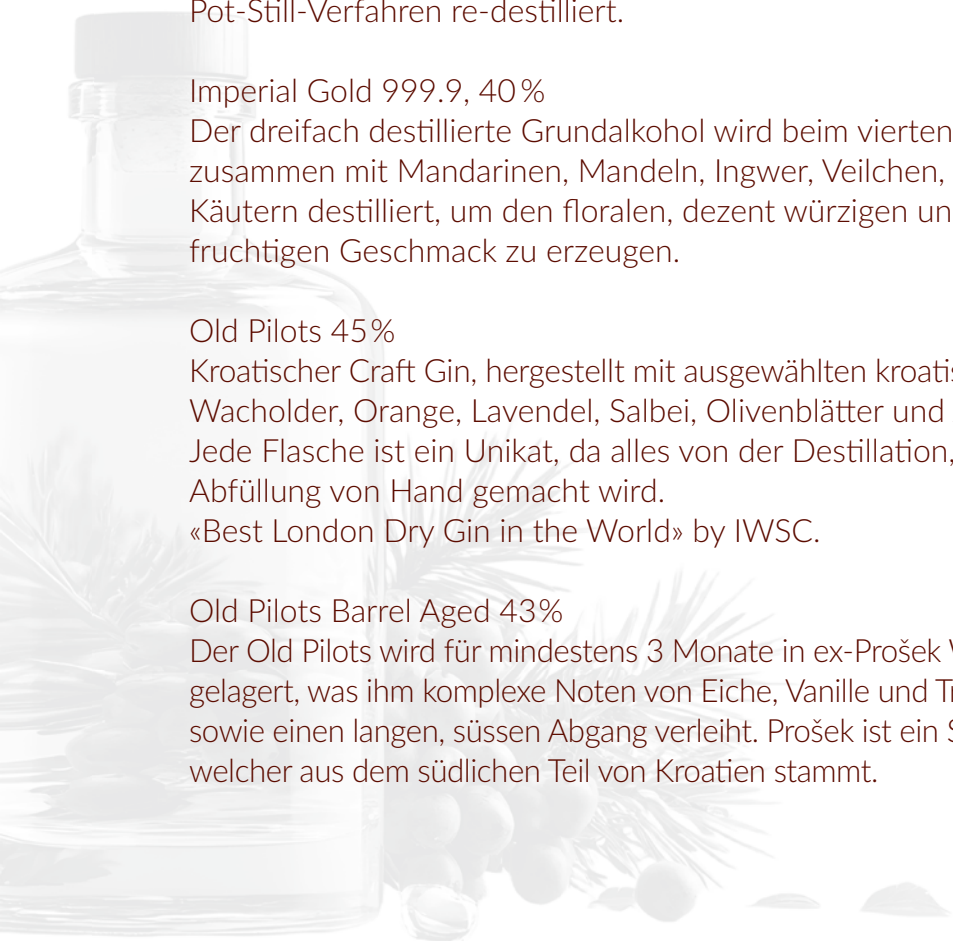 Pot-Still-Verfahren re-destilliert.
Imperial Gold 999.9, 40 %
Der dreifach destillierte Grundalkohol wird beim vierten
zusammen mit Mandarinen, Mandeln, Ingwer, Veilchen,
Käutern destilliert, um den floralen, dezent würzigen un
fruchtigen Geschmack zu erzeugen.
Old Pilots 45 %
Kroatischer Craft Gin, hergestellt mit ausgewählten kroatis
Wacholder, Orange, Lavendel, Salbei, Olivenblätter und
Jede Flasche ist ein Unikat, da alles von der Destillation,
Abfüllung von Hand gemacht wird.
«Best London Dry Gin in the World» by IWSC.
Old Pilots Barrel Aged 43%
Der Old Pilots wird für mindestens 3 Monate in ex-Prošek
gelagert, was ihm komplexe Noten von Eiche, Vanille und Tr
sowie einen langen, süssen Abgang verleiht. Prošek ist ein S
welcher aus dem südlichen Teil von Kroatien stammt.